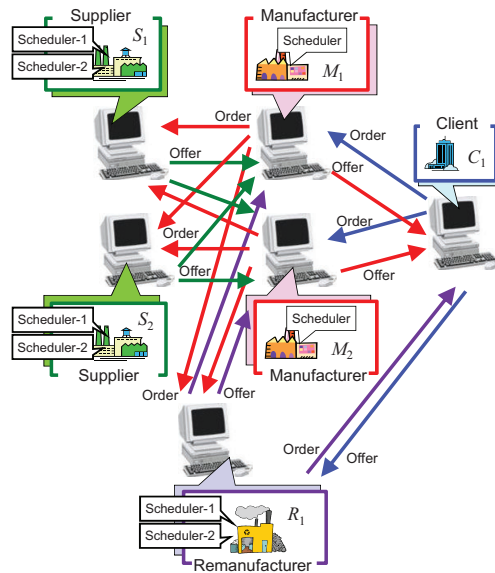 Supplier
Manufacturer
Scheduler-1
S1
Scheduler
Scheduler-2
M1
Client
Order
Order
C1
Offer
Offer
Order
Order
Offer
Offer
Scheduler-1
S2
Scheduler
Scheduler-2
M2
Supplier
Manufacturer
Order
Offer
Order
Offer
Scheduler-1
R1
Scheduler-2
Remanufacturer